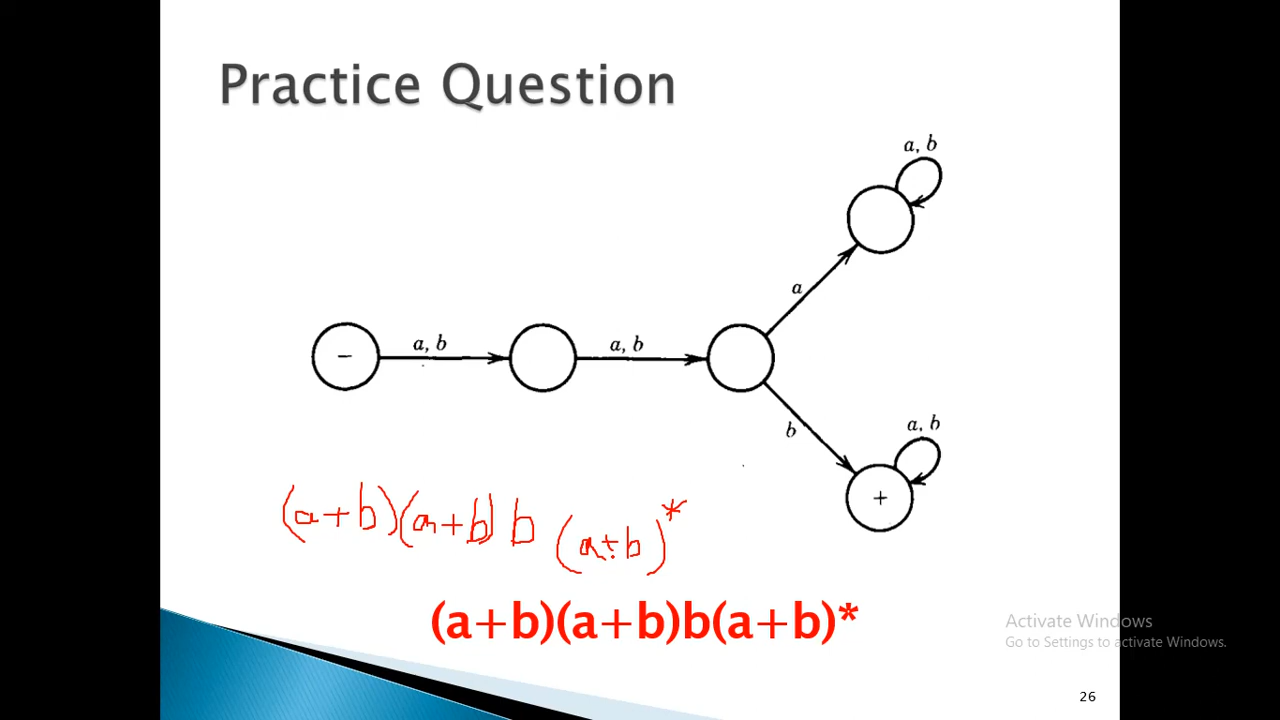 Practice Question
a, b
a
− a, b a, b
b
a, b
+
(a+b)(a+b) b (a+b)*
(a+b)(a+b)b(a+b)*
Activate Windows
Go to Settings to activate Windows.
26